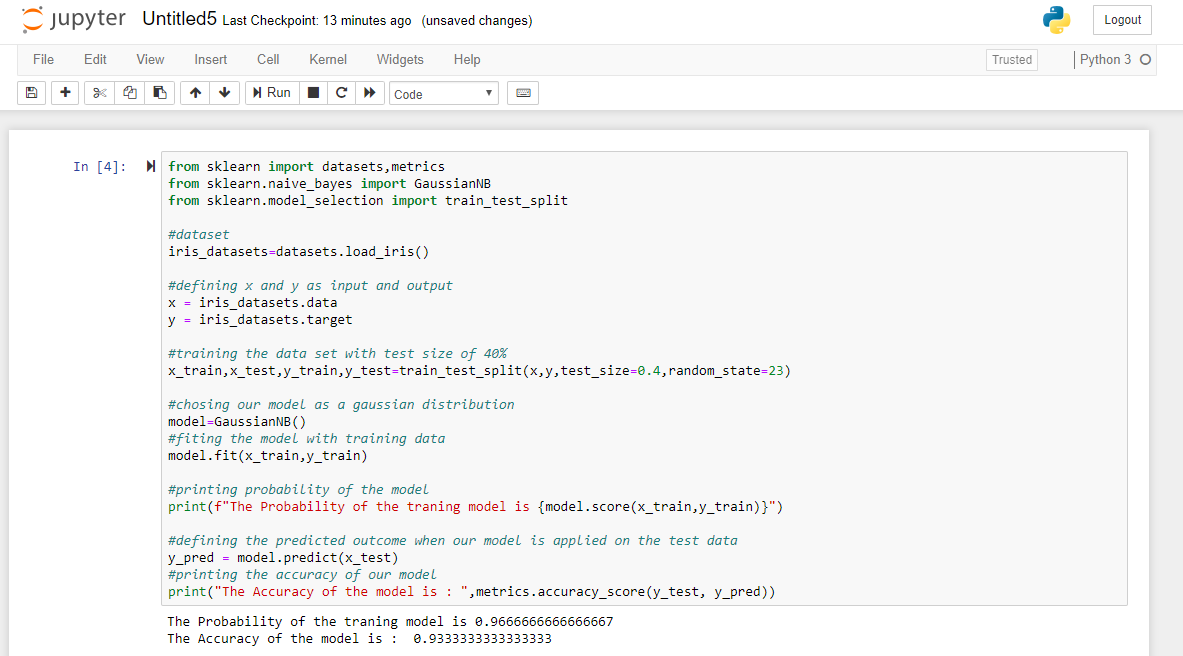 jupyter Untitled5 Last Checkpoint: 13 minutes ago (unsaved changes) Logout
File Edit View Insert Cell Kernel Widgets Help Trusted Python 3
Run Code
In [4]:
from sklearn import datasets,metrics
from sklearn.naive_bayes import GaussianNB
from sklearn.model_selection import train_test_split
#dataset
iris_datasets=datasets.load_iris()
#defining x and y as input and output
x = iris_datasets.data
y = iris_datasets.target
#training the data set with test size of 40%
x_train,x_test,y_train,y_test=train_test_split(x,y,test_size=0.4,random_state=23)
#chosing our model as a gaussian distribution
model=GaussianNB()
#fiting the model with training data
model.fit(x_train,y_train)
#printing probability of the model
print(f"The Probability of the traning model is {model.score(x_train,y_train)}")
#defining the predicted outcome when our model is applied on the test data
y_pred = model.predict(x_test)
#printing the accuracy of our model
print("The Accuracy of the model is : ",metrics.accuracy_score(y_test, y_pred))
The Probability of the traning model is 0.9666666666666667
The Accuracy of the model is :  0.9333333333333333